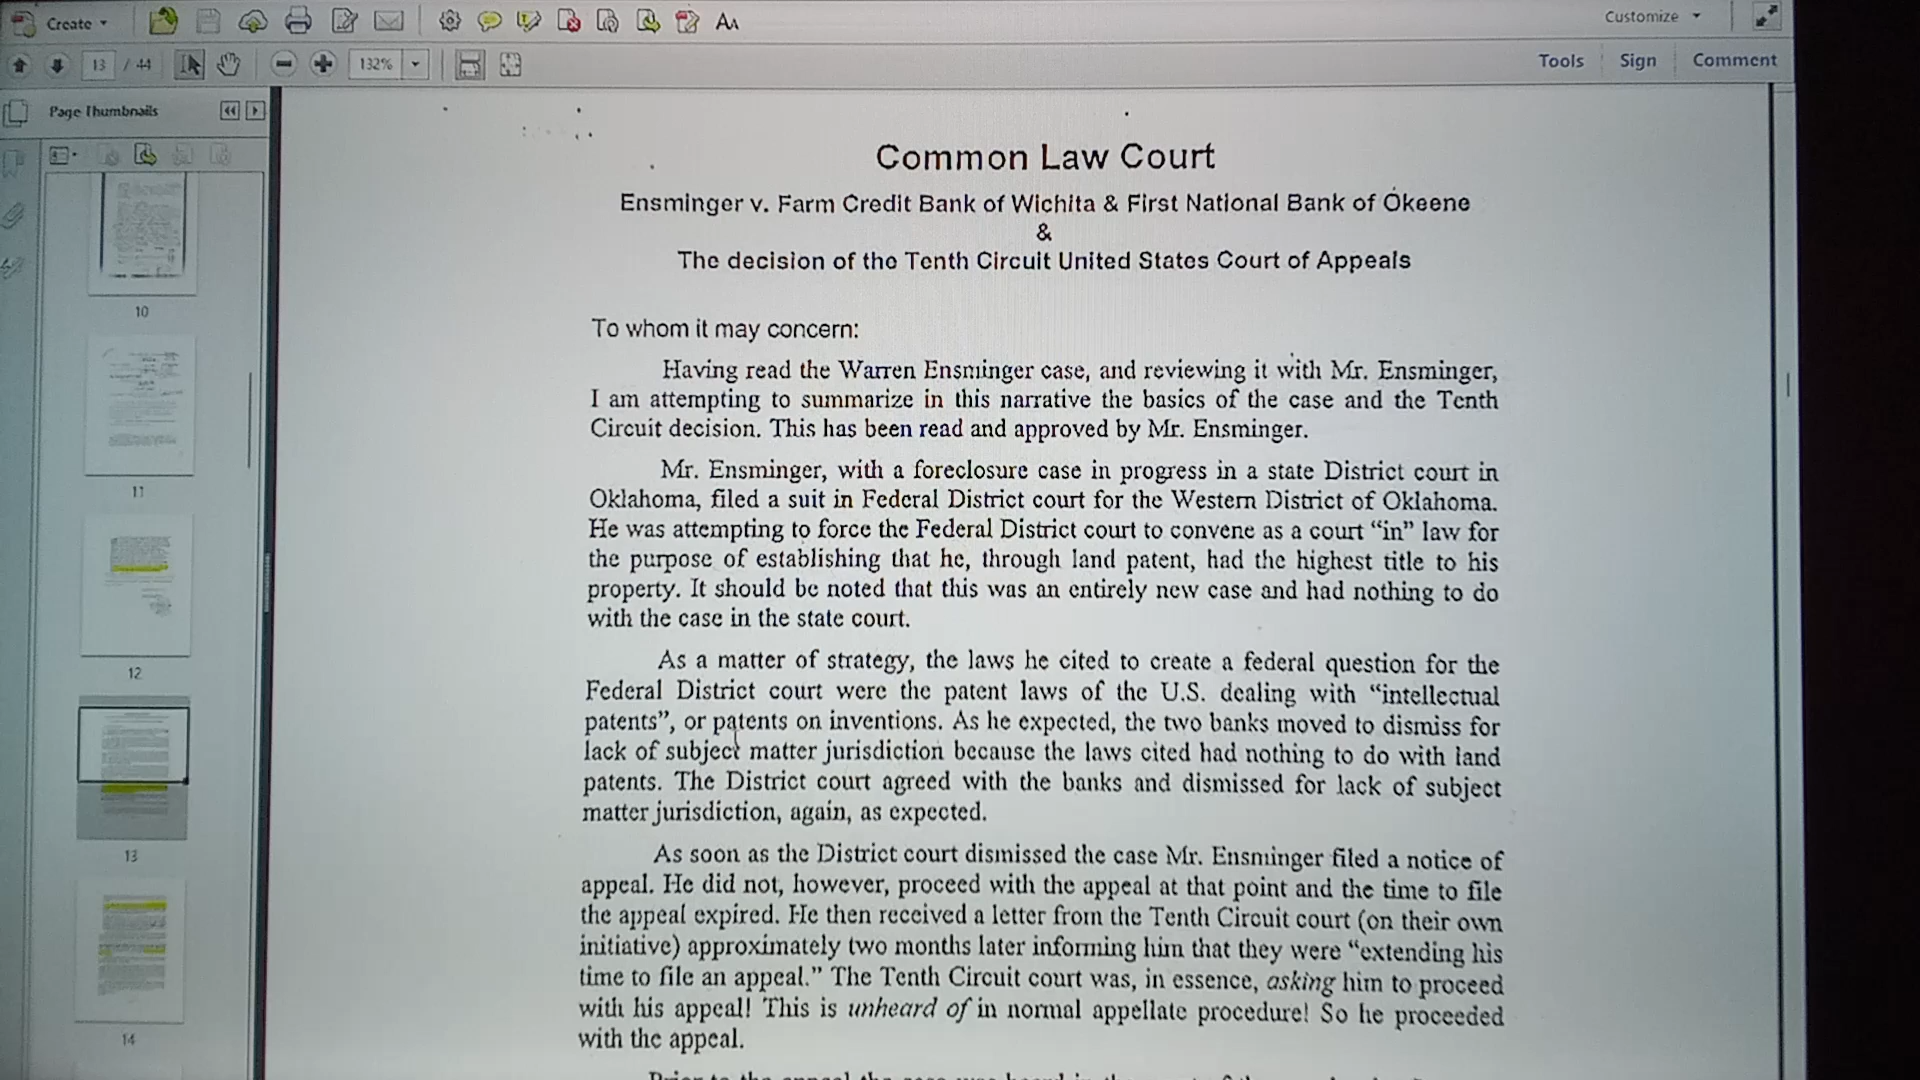 Create
Customize
13 / 44
132%
Tools
Sign
Comment
Page Thumbnails
10
11
12
13
14
Common Law Court
Ensminger v. Farm Credit Bank of Wichita & First National Bank of Okeene
&
The decision of the Tenth Circuit United States Court of Appeals
To whom it may concern:
Having read the Warren Ensminger case, and reviewing it with Mr. Ensminger,
I am attempting to summarize in this narrative the basics of the case and the Tenth
Circuit decision. This has been read and approved by Mr. Ensminger.
Mr. Ensminger, with a foreclosure case in progress in a state District court in
Oklahoma, filed a suit in Federal District court for the Western District of Oklahoma.
He was attempting to force the Federal District court to convene as a court “in” law for
the purpose of establishing that he, through land patent, had the highest title to his
property. It should be noted that this was an entirely new case and had nothing to do
with the case in the state court.
As a matter of strategy, the laws he cited to create a federal question for the
Federal District court were the patent laws of the U.S. dealing with “intellectual
patents”, or patents on inventions. As he expected, the two banks moved to dismiss for
lack of subject matter jurisdiction because the laws cited had nothing to do with land
patents. The District court agreed with the banks and dismissed for lack of subject
matter jurisdiction, again, as expected.
As soon as the District court dismissed the case Mr. Ensminger filed a notice of
appeal. He did not, however, proceed with the appeal at that point and the time to file
the appeal expired. He then received a letter from the Tenth Circuit court (on their own
initiative) approximately two months later informing him that they were “extending his
time to file an appeal.” The Tenth Circuit court was, in essence, asking him to proceed
with his appeal! This is unheard of in normal appellate procedure! So he proceeded
with the appeal.